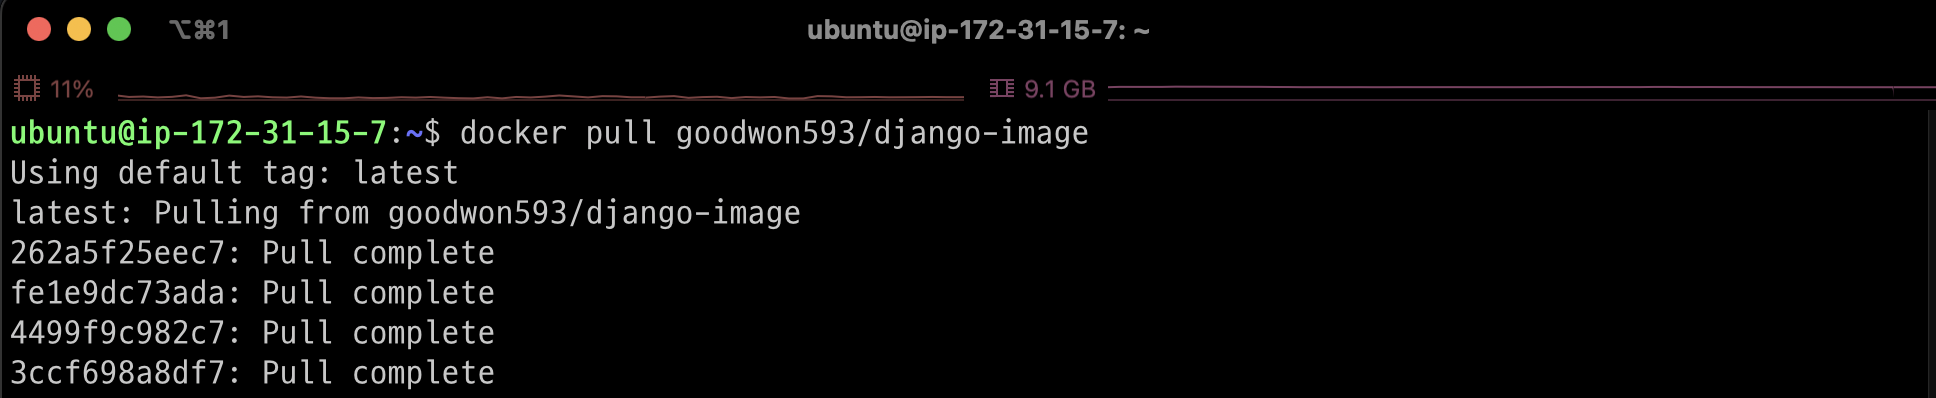 ⌥⌘1
ubuntu@ip-172-31-15-7: ~
11%
9.1 GB
ubuntu@ip-172-31-15-7:~$ docker pull goodwon593/django-image
Using default tag: latest
latest: Pulling from goodwon593/django-image
262a5f25eec7: Pull complete
fe1e9dc73ada: Pull complete
4499f9c982c7: Pull complete
3ccf698a8df7: Pull complete